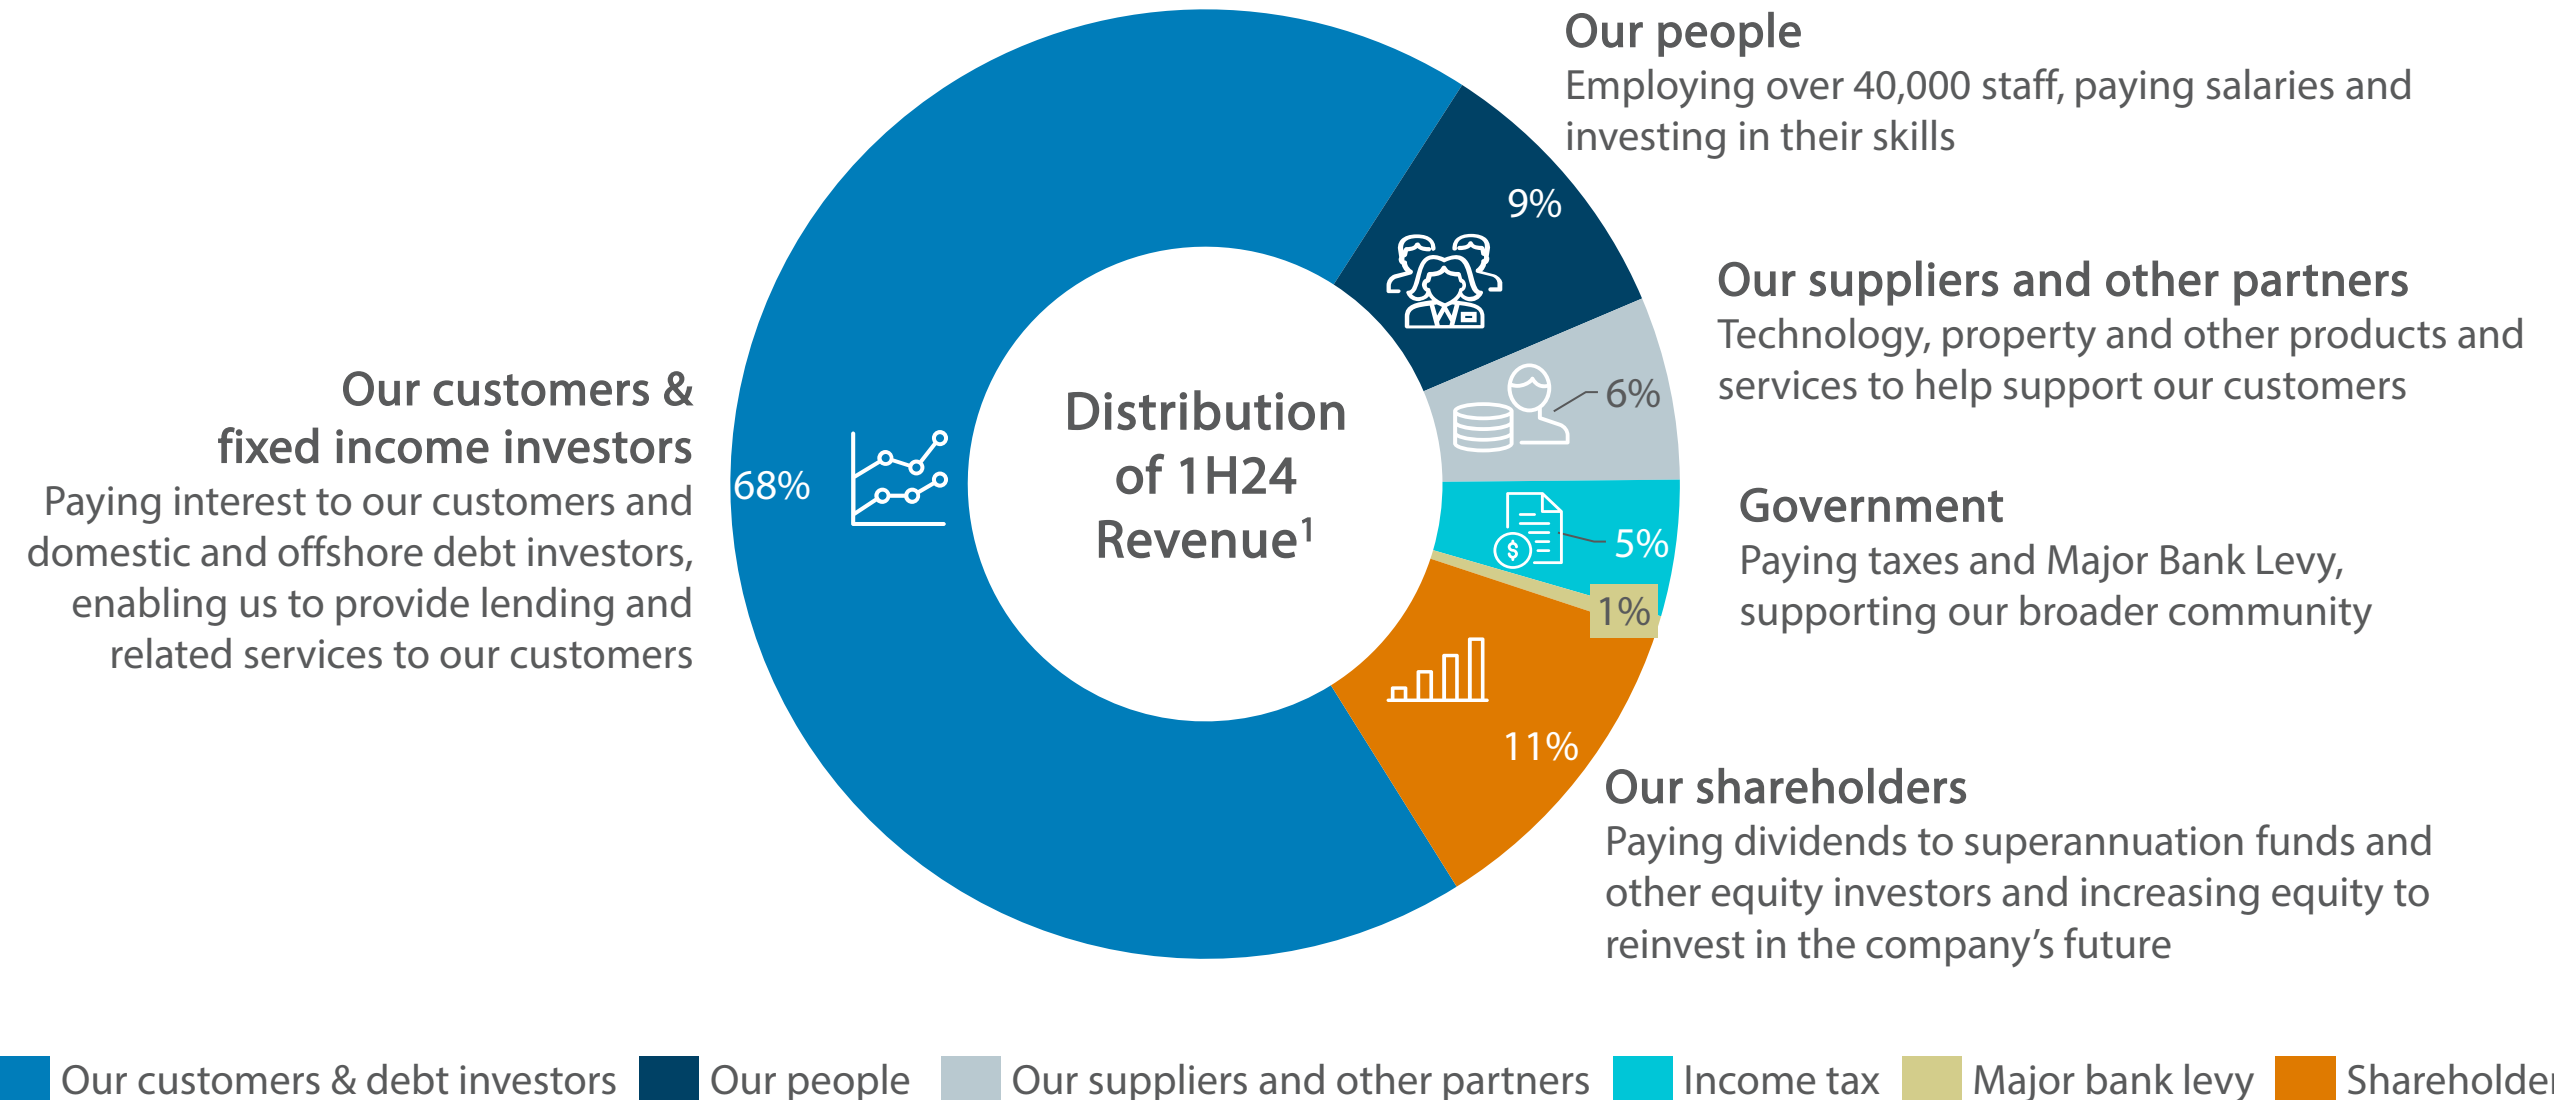 Our people
Employing over 40,000 staff, paying salaries and
investing in their skills
9%
Our suppliers and other partners
Technology, property and other products and
services to help support our customers
6%
Our customers &
fixed income investors
Paying interest to our customers and
domestic and offshore debt investors,
enabling us to provide lending and
related services to our customers
68%
Distribution
of 1H24
Revenue¹
Government
Paying taxes and Major Bank Levy,
supporting our broader community
$
5%
1%
11%
Our shareholders
Paying dividends to superannuation funds and
other equity investors and increasing equity to
reinvest in the company’s future
Our customers & debt investors Our people Our suppliers and other partners Income tax Major bank levy